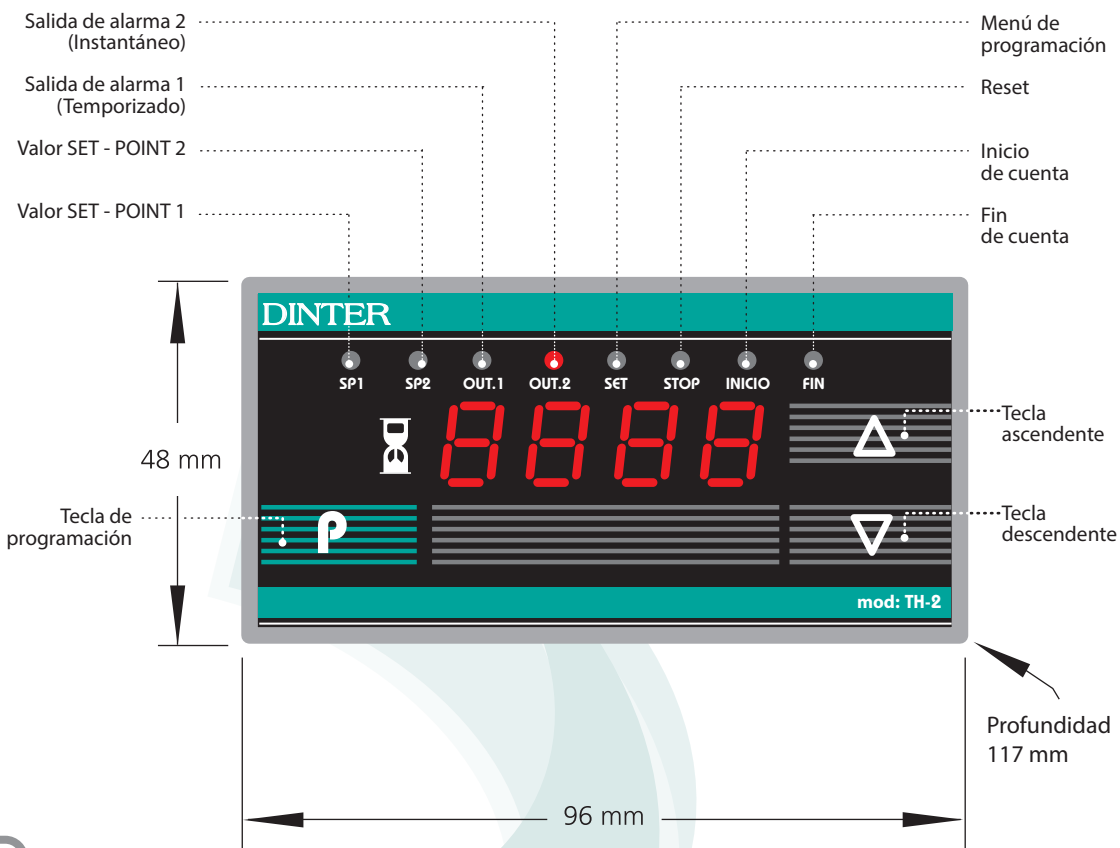 Salida de alarma 2
(Instantáneo)
Salida de alarma 1
(Temporizado)
Valor SET - POINT 2
Valor SET - POINT 1
Menú de
programación
Reset
Inicio
de cuenta
Fin
de cuenta
DINTER
SP1 SP2 OUT.1 OUT.2 SET STOP INICIO FIN
8888
Tecla
ascendente
48 mm
Tecla de
programación
P
Tecla
descendente
mod: TH-2
Profundidad
117 mm
96 mm